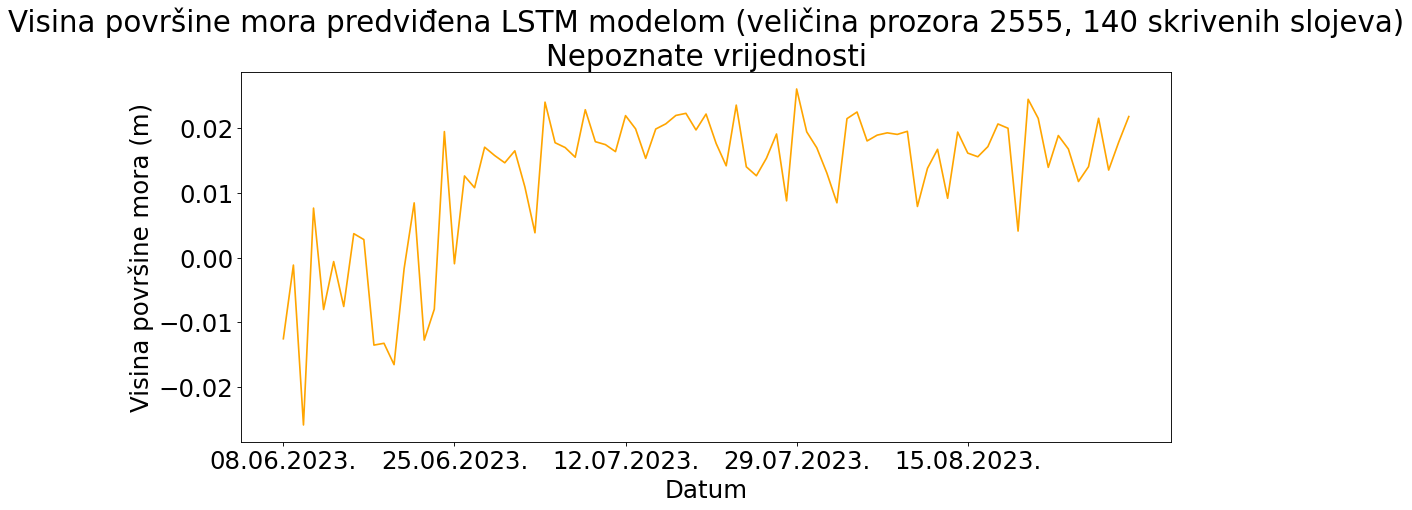 Visina površine mora predviđena LSTM modelom (veličina prozora 2555, 140 skrivenih slojeva)
Nepoznate vrijednosti
Visina površine mora (m)
0.02
0.01
0.00
−0.01
−0.02
08.06.2023. 25.06.2023. 12.07.2023. 29.07.2023. 15.08.2023.
Datum